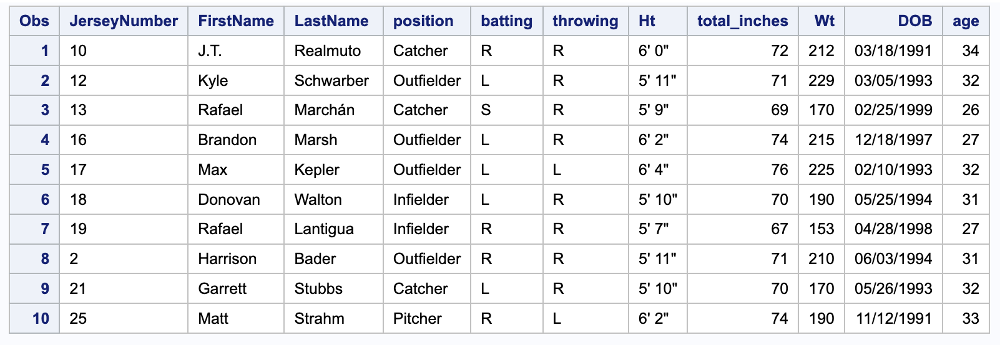 Obs JerseyNumber FirstName LastName position batting throwing Ht total_inches Wt DOB age
1 10 J.T. Realmuto Catcher R R 6' 0" 72 212 03/18/1991 34
2 12 Kyle Schwarber Outfielder L R 5' 11" 71 229 03/05/1993 32
3 13 Rafael Marchán Catcher S R 5' 9" 69 170 02/25/1999 26
4 16 Brandon Marsh Outfielder L R 6' 2" 74 215 12/18/1997 27
5 17 Max Kepler Outfielder L L 6' 4" 76 225 02/10/1993 32
6 18 Donovan Walton Infielder L R 5' 10" 70 190 05/25/1994 31
7 19 Rafael Lantigua Infielder R R 5' 7" 67 153 04/28/1998 27
8 2 Harrison Bader Outfielder R R 5' 11" 71 210 06/03/1994 31
9 21 Garrett Stubbs Catcher L R 5' 10" 70 170 05/26/1993 32
10 25 Matt Strahm Pitcher R L 6' 2" 74 190 11/12/1991 33